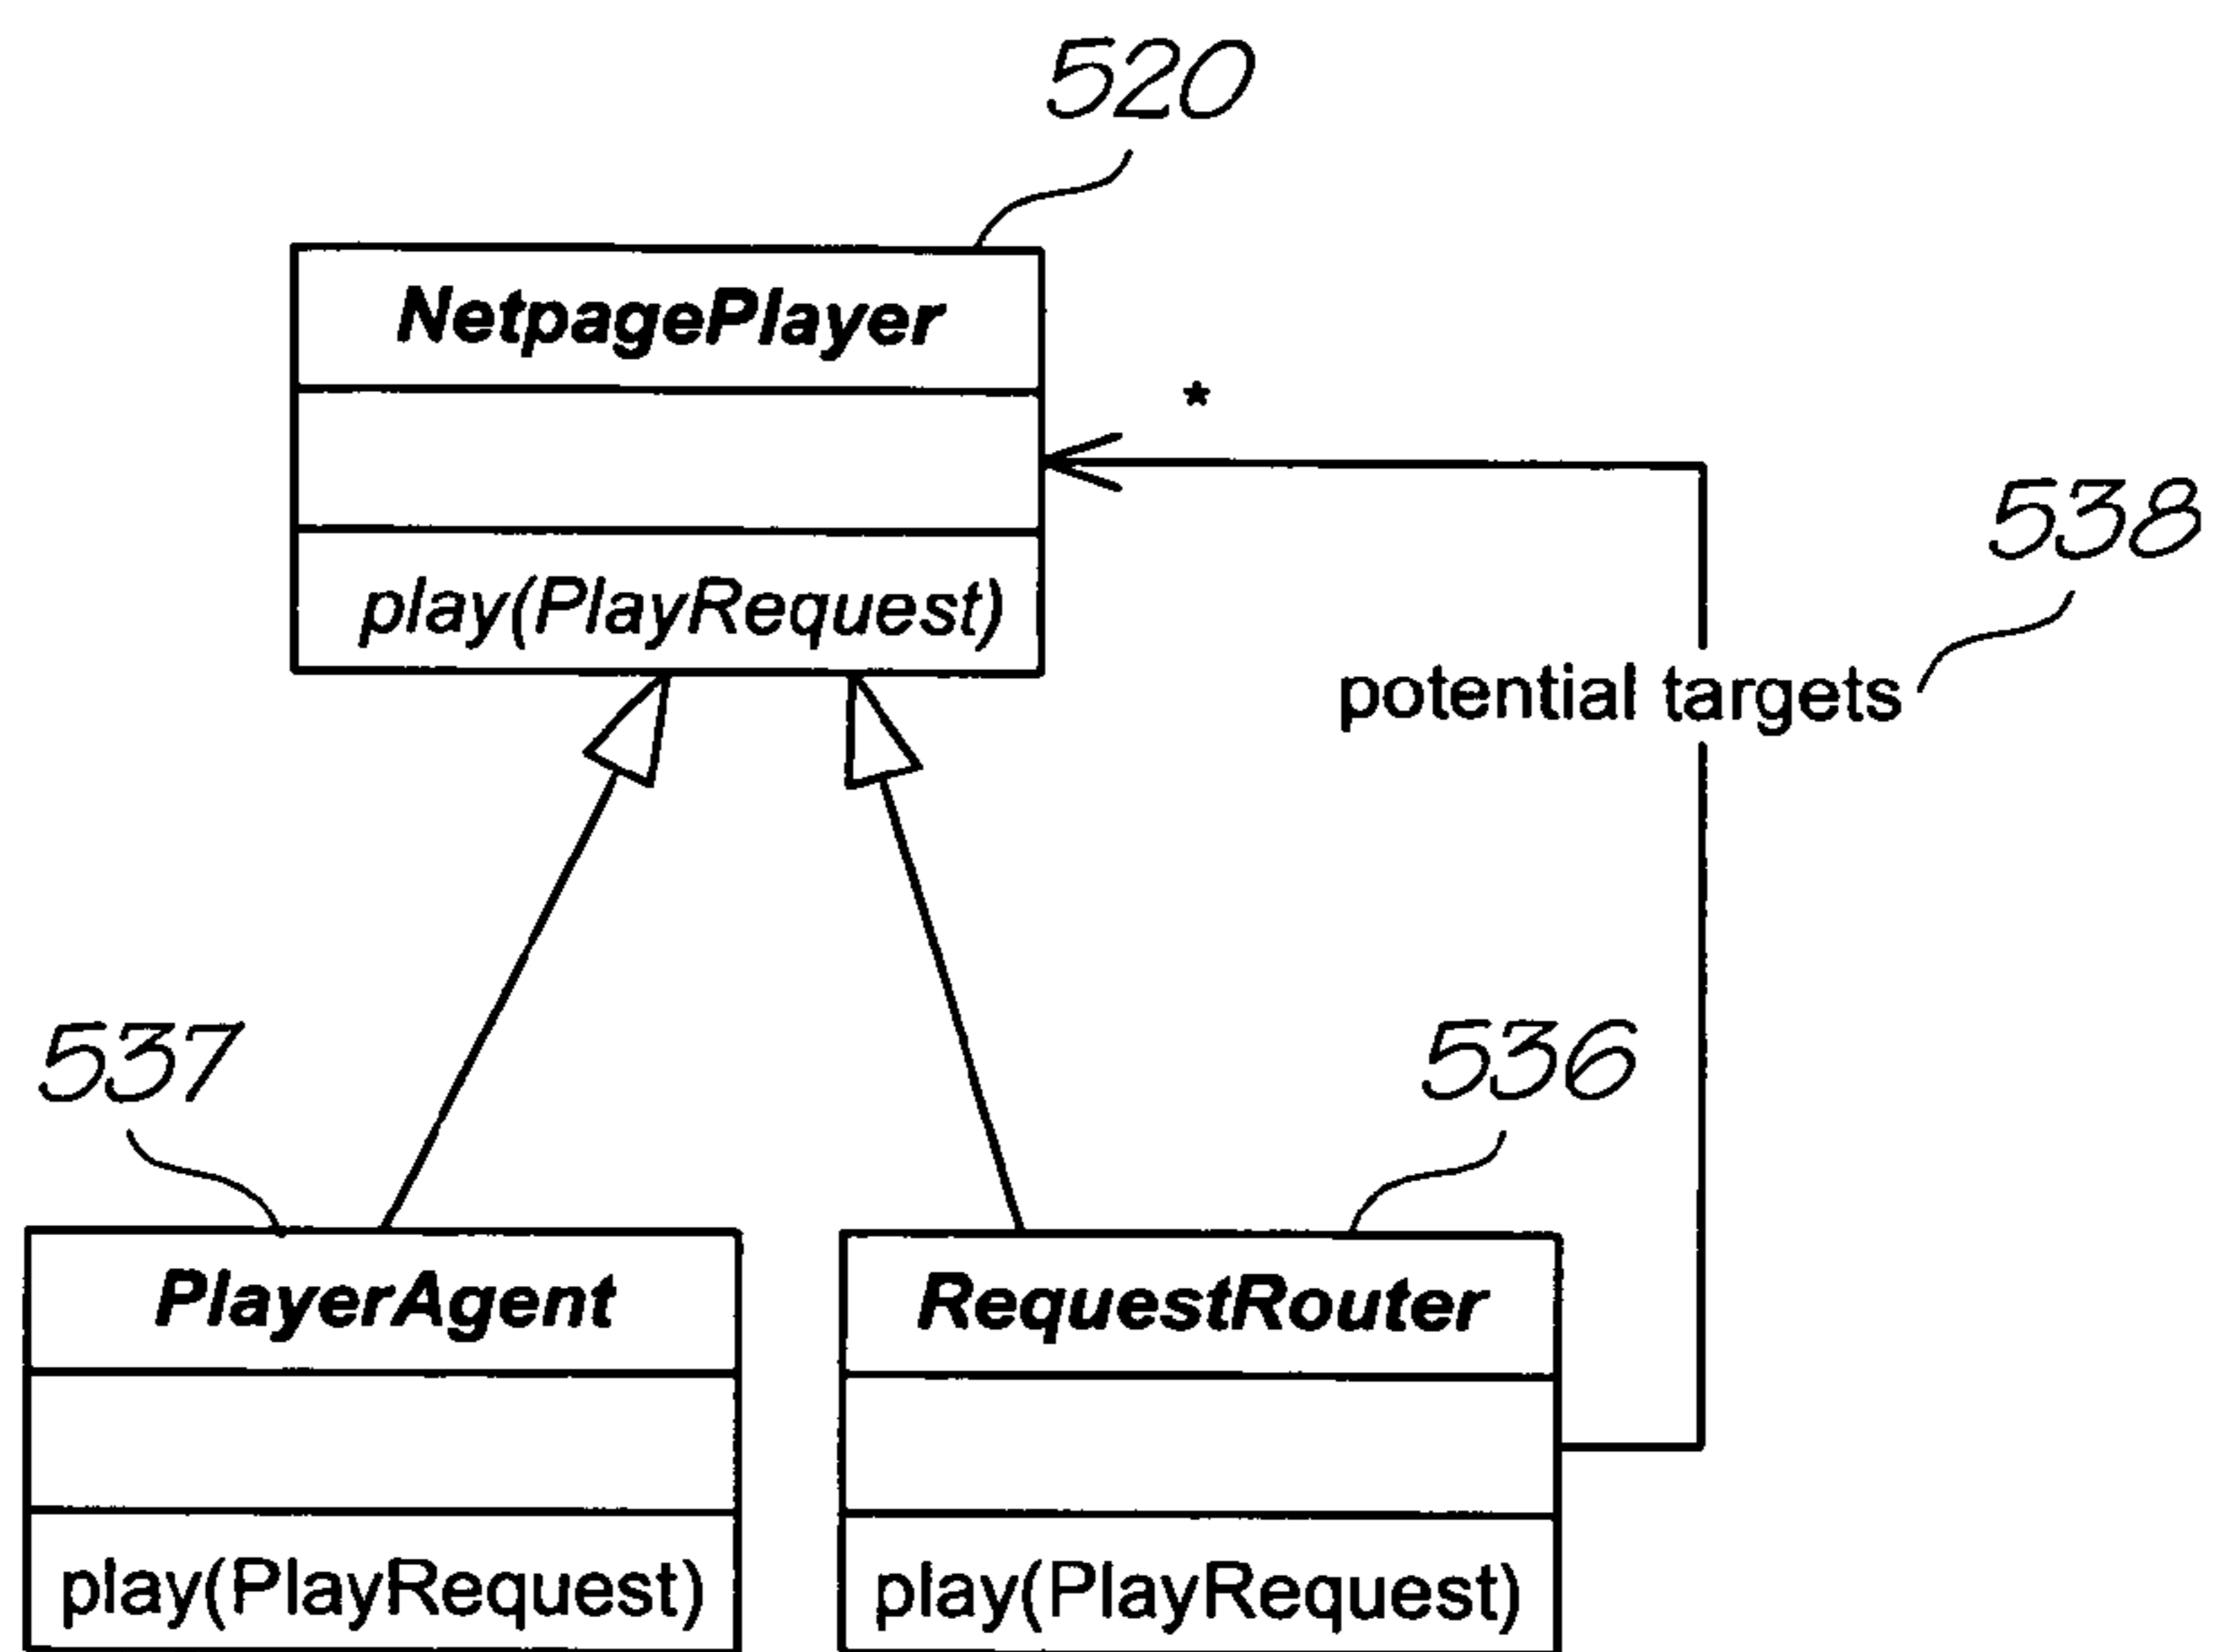 520
NetpagePlayer
*
play(PlayRequest)
538
potential targets
537
536
PlayerAgent
RequestRouter
play(PlayRequest)
play(PlayRequest)